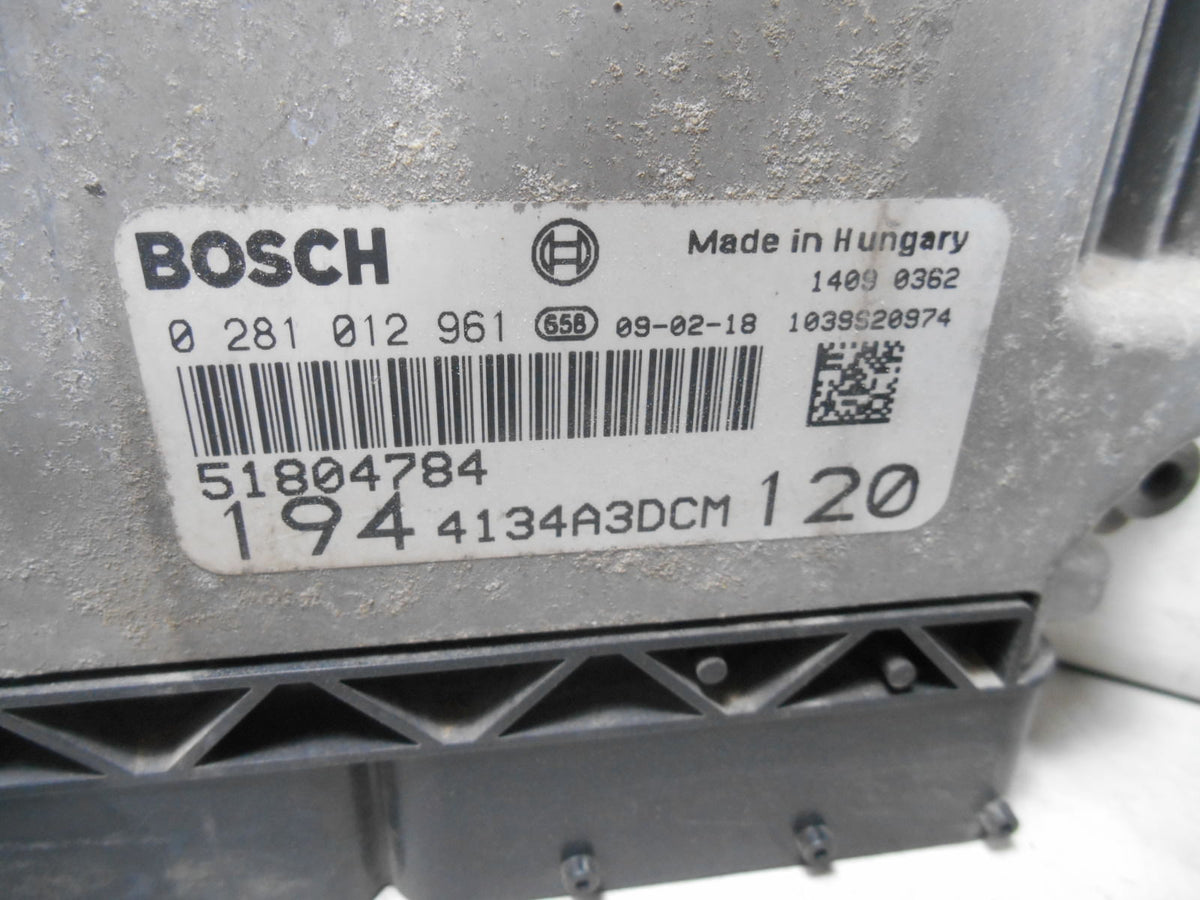 BOSCH
Made in Hungary
1409 0362
0 281 012 961 658 09-02-18 1039S20974
51804784
194 4134A3DCM 120